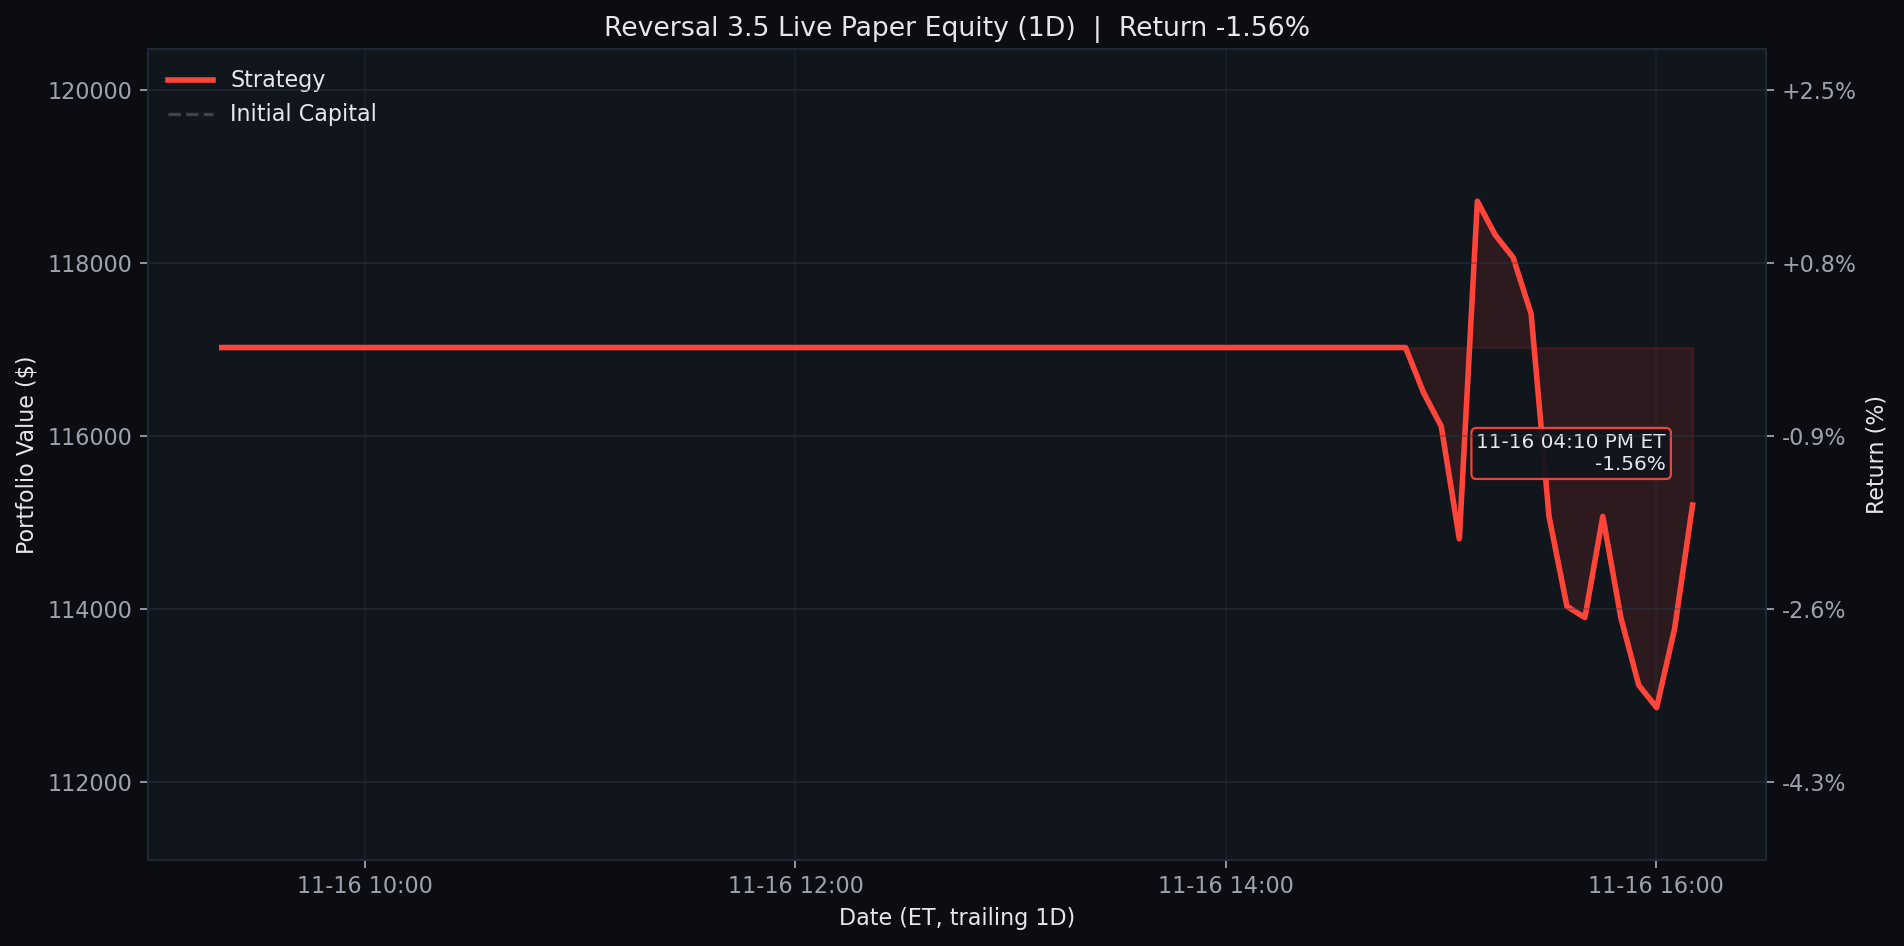 Reversal 3.5 Live Paper Equity (1D)  |  Return -1.56%
Strategy
Initial Capital
120000
118000
116000
114000
112000
Portfolio Value ($)
+2.5%
+0.8%
-0.9%
-2.6%
-4.3%
Return (%)
11-16 04:10 PM ET
-1.56%
11-16 10:00
11-16 12:00
11-16 14:00
11-16 16:00
Date (ET, trailing 1D)